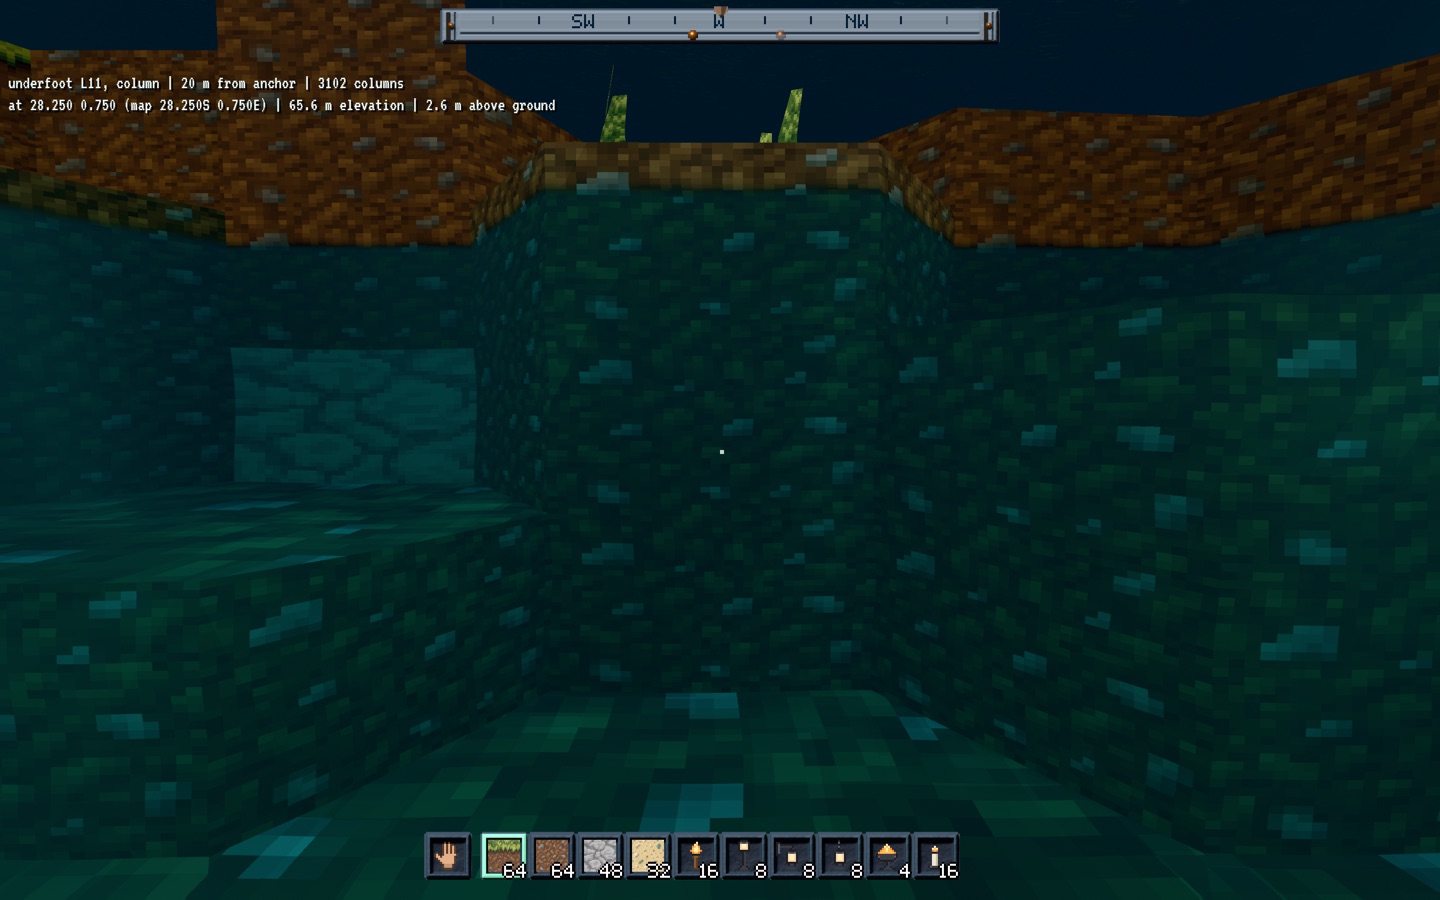 SW W NW
underfoot L11, column | 20 m from anchor | 3102 columns
at 28.250 0.750 (map 28.250S 0.750E) | 65.6 m elevation | 2.6 m above ground
64 64 48 32 16 8 8 8 4 16